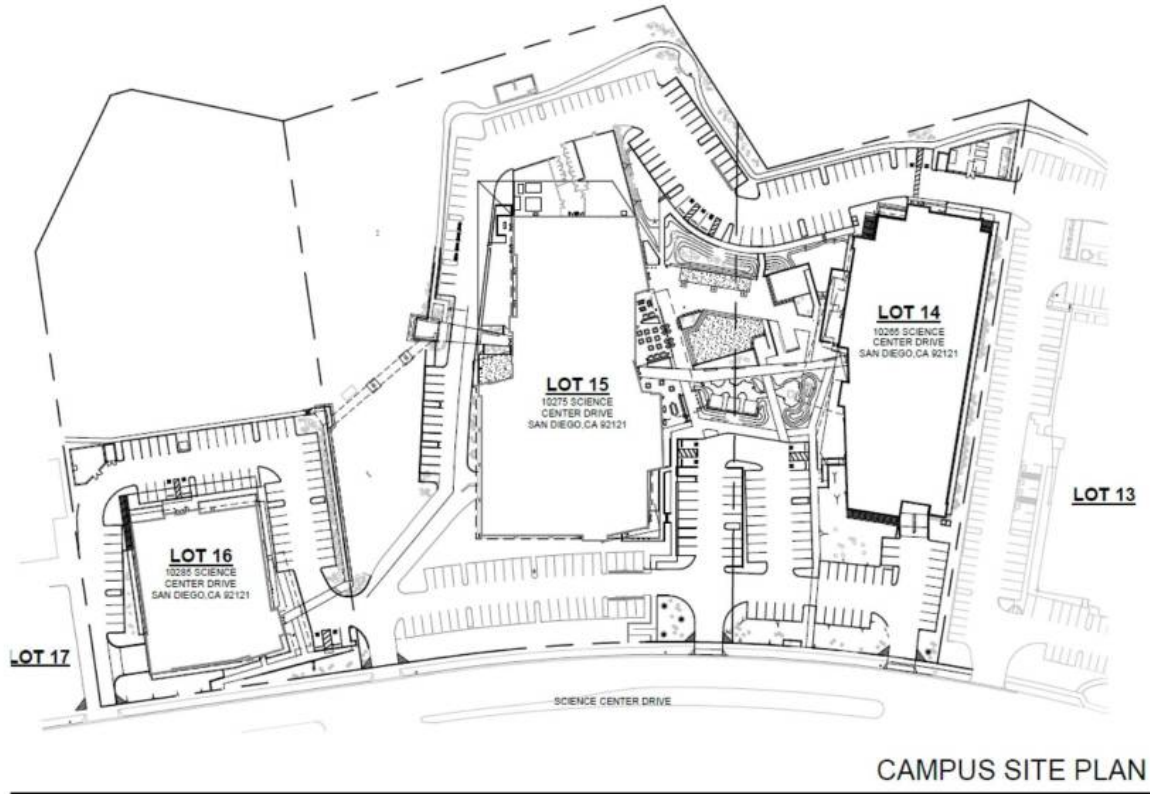 LOT 14
10265 SCIENCE
CENTER DRIVE
SAN DIEGO,CA 92121
LOT 15
10275 SCIENCE
CENTER DRIVE
SAN DIEGO,CA 92121
LOT 13
LOT 16
10285 SCIENCE
CENTER DRIVE
SAN DIEGO,CA 92121
LOT 17
SCIENCE CENTER DRIVE
CAMPUS SITE PLAN